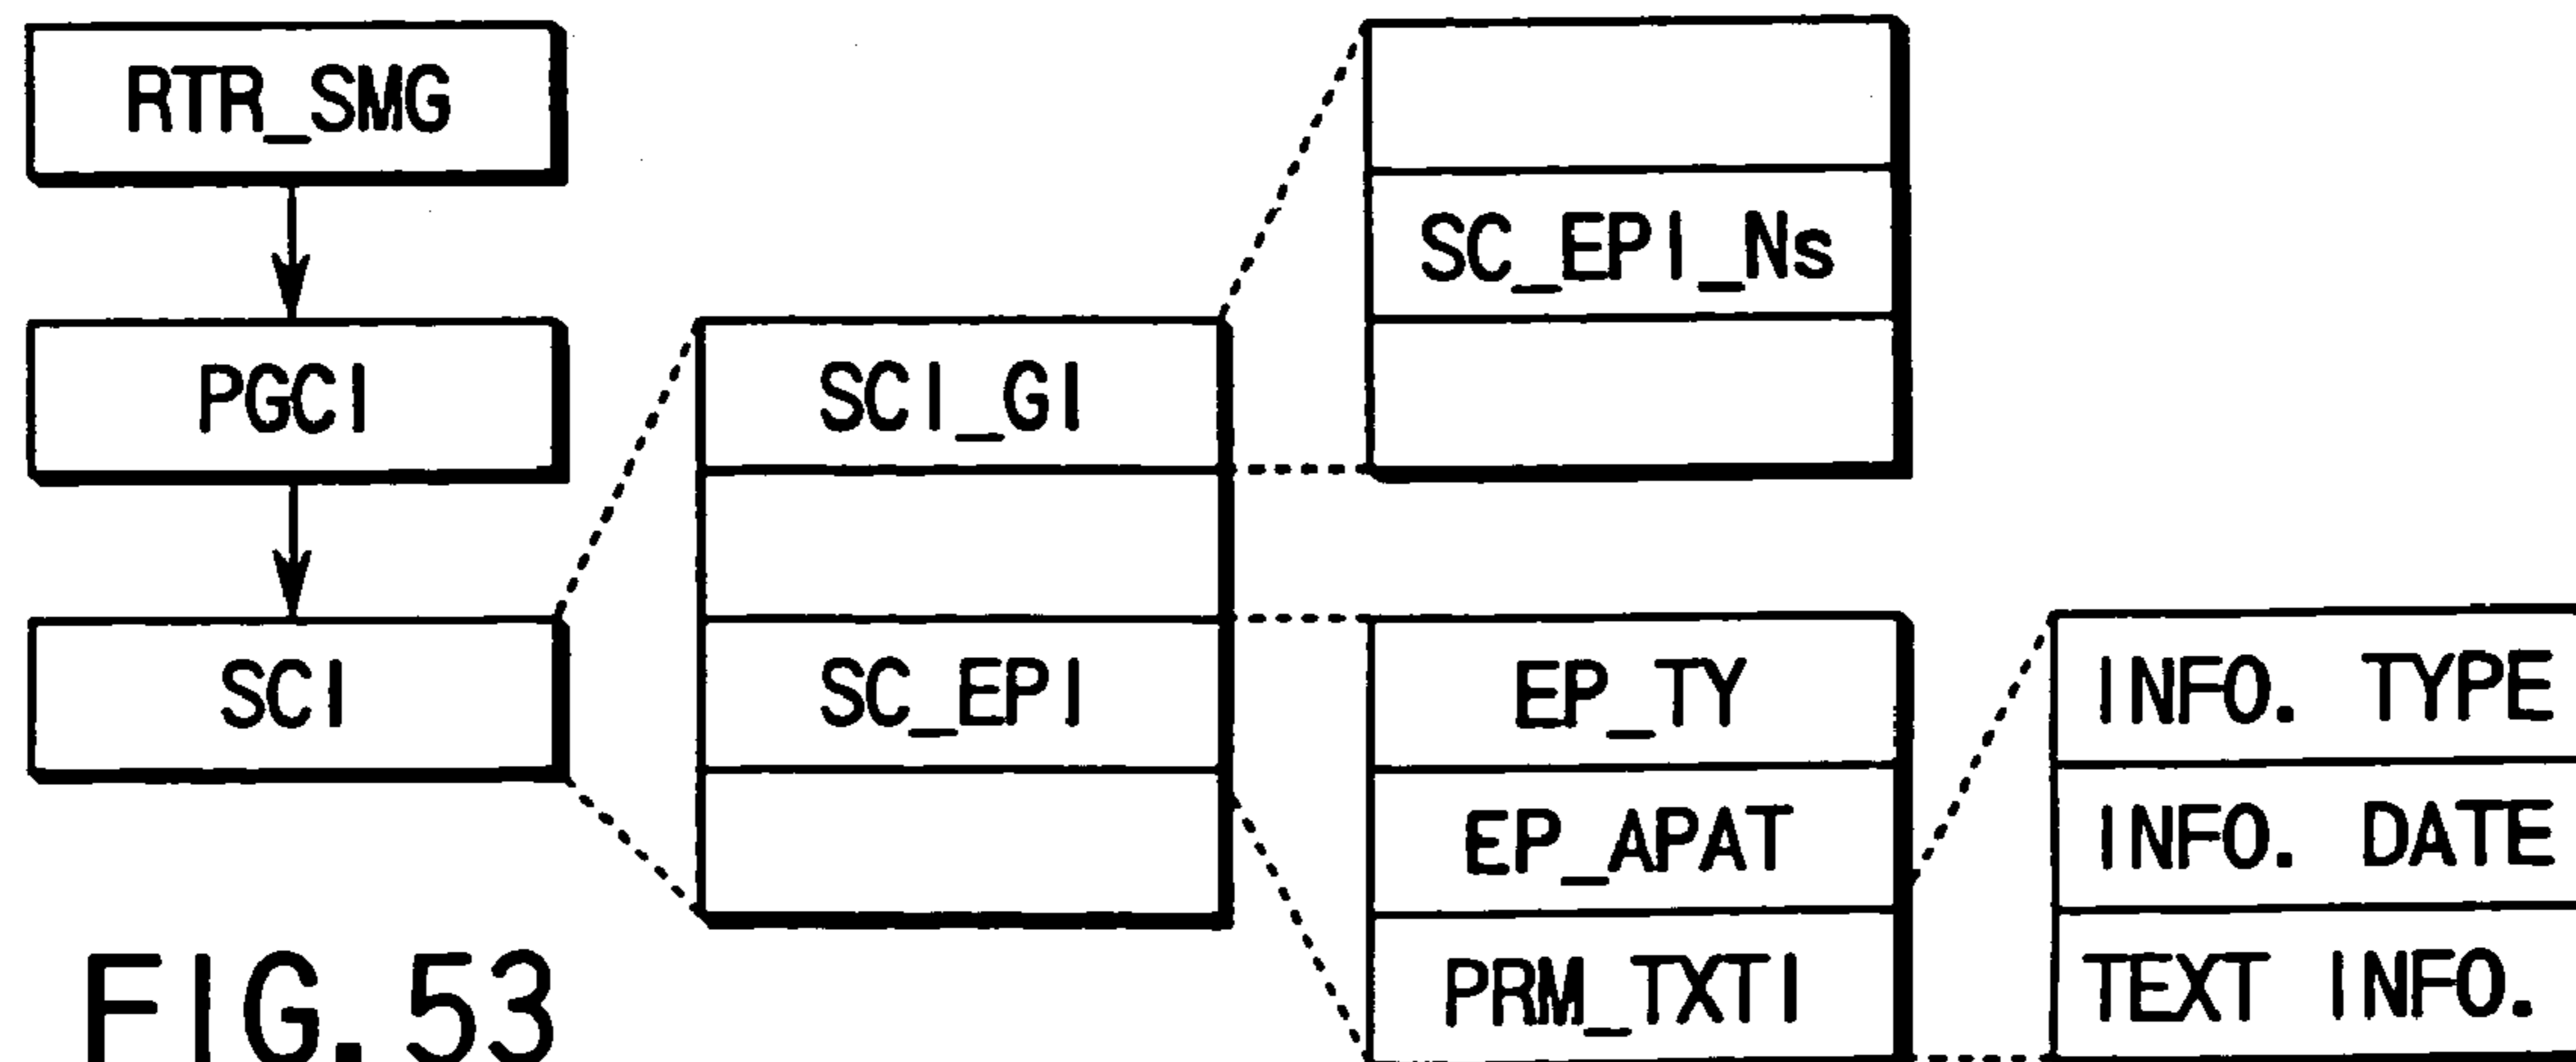 RTR_SMG
PGCI
SCI
SCI_GI
SC_EPI
SC_EPI_Ns
EP_TY
EP_APAT
PRM_TXTI
INFO. TYPE
INFO. DATE
TEXT INFO.
FIG. 53